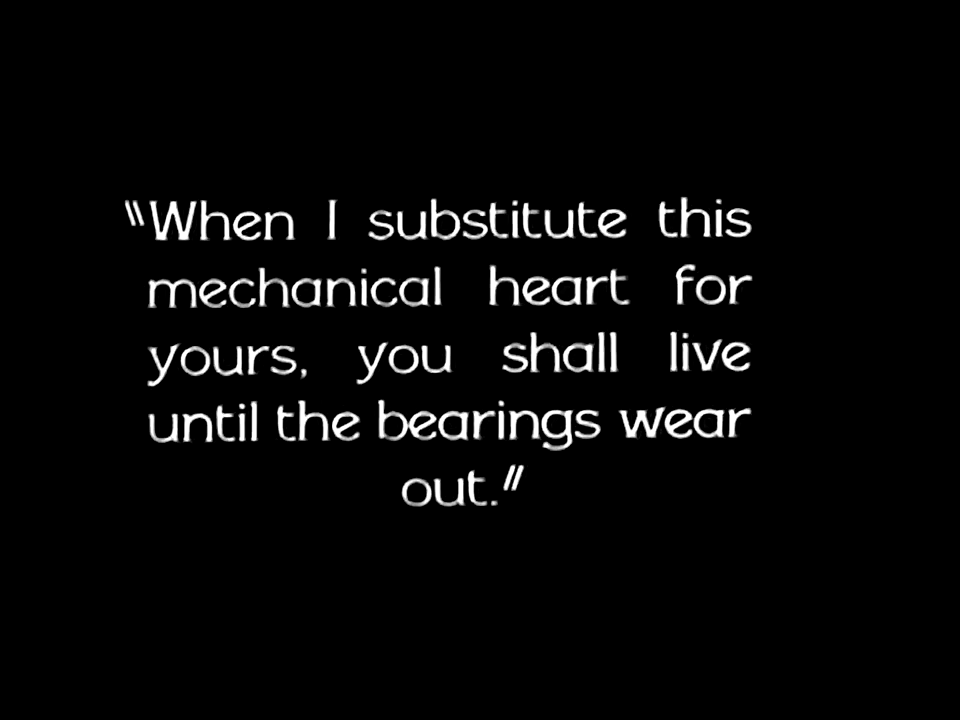 "When I substitute this
mechanical heart for
yours, you shall live
until the bearings wear
out."